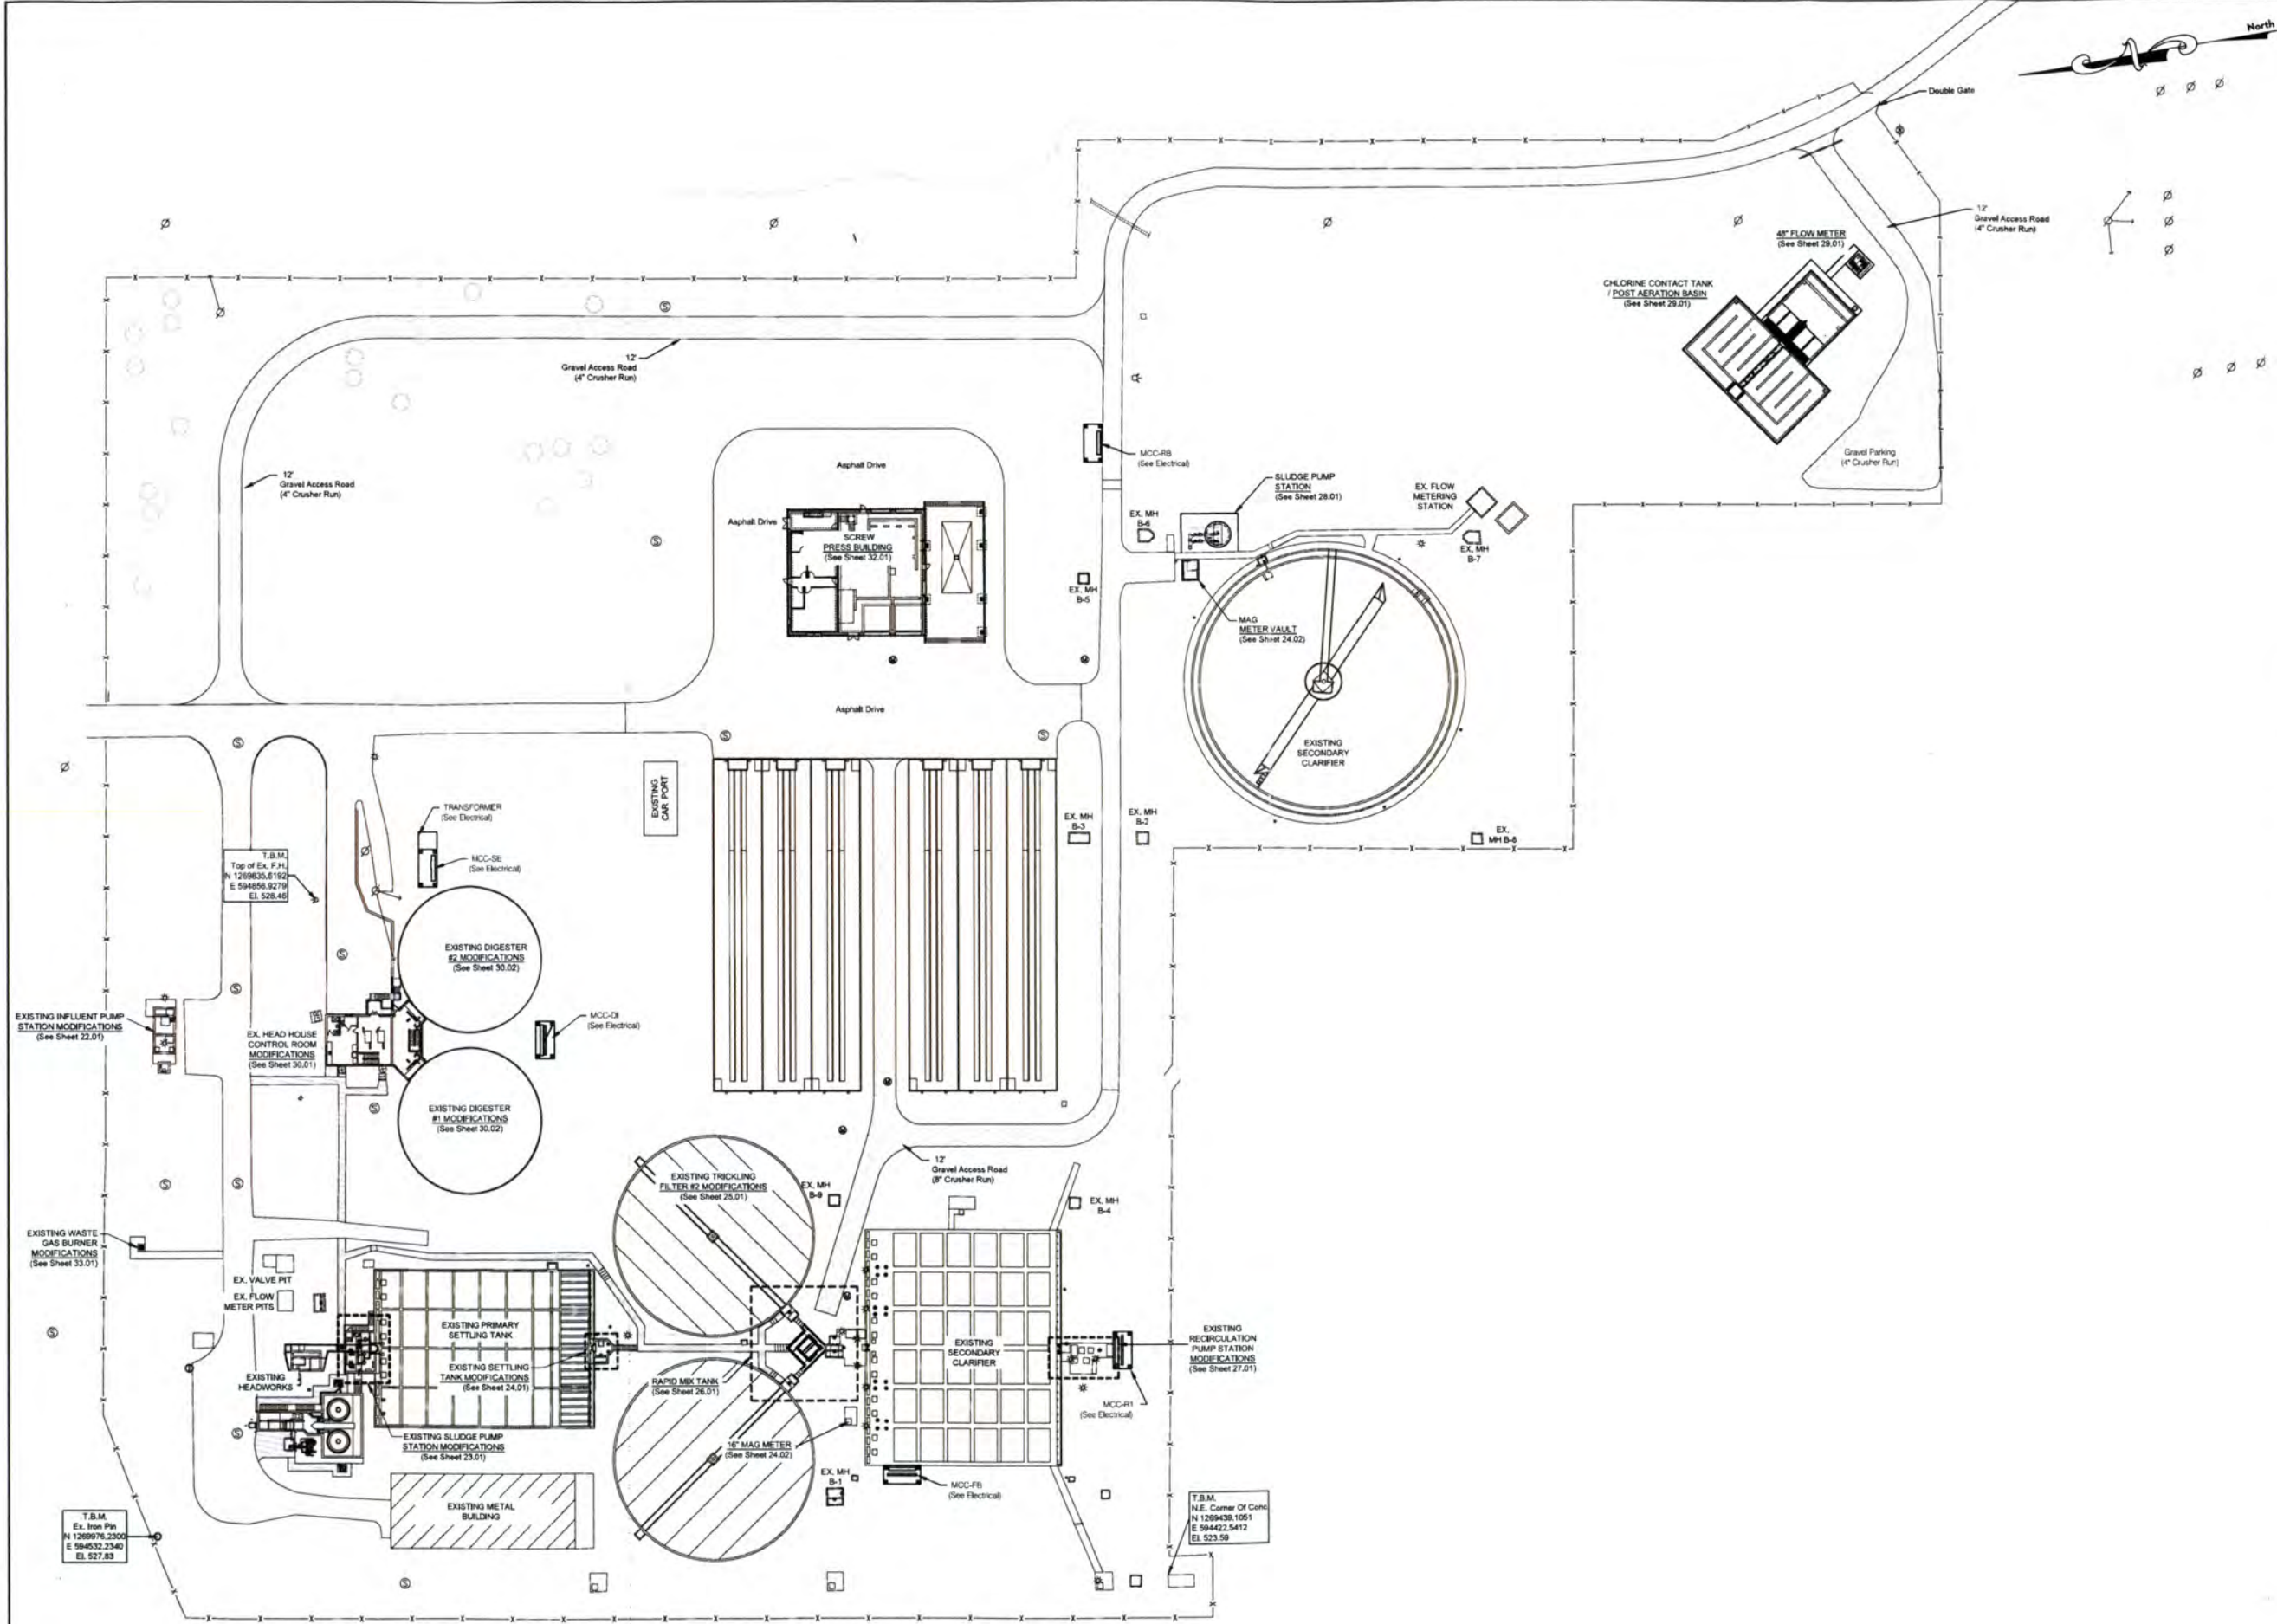 North
Double Gate
12'
Gravel Access Road
(4" Crusher Run)
48" FLOW METER
(See Sheet 29.01)
CHLORINE CONTACT TANK
/ POST AERATION BASIN
(See Sheet 29.01)
Gravel Parking
(4" Crusher Run)
12'
Gravel Access Road
(4" Crusher Run)
12'
Gravel Access Road
(4" Crusher Run)
Asphalt Drive
MCC-RB
(See Electrical)
SLUDGE PUMP
STATION
(See Sheet 28.01)
EX. FLOW
METERING
STATION
Asphalt Drive
SCREW
PRESS BUILDING
(See Sheet 32.01)
EX. MH
B-6
EX. MH
B-7
EX. MH
B-5
MAG
METER VAULT
(See Sheet 24.02)
Asphalt Drive
EXISTING
SECONDARY
CLARIFIER
EXISTING
CAR PORT
TRANSFORMER
(See Electrical)
MCC-SE
(See Electrical)
EX. MH
B-3
EX. MH
B-2
EX.
MH B-8
T.B.M.
Top of Ex. F.H.
N 1269835.8192
E 594856.9279
El. 528.46
EXISTING DIGESTER
#2 MODIFICATIONS
(See Sheet 30.02)
EXISTING INFLUENT PUMP
STATION MODIFICATIONS
(See Sheet 22.01)
EX. HEAD HOUSE
CONTROL ROOM
MODIFICATIONS
(See Sheet 30.01)
MCC-DI
(See Electrical)
EXISTING DIGESTER
#1 MODIFICATIONS
(See Sheet 30.02)
12'
Gravel Access Road
(8" Crusher Run)
EXISTING TRICKLING
FILTER #2 MODIFICATIONS
(See Sheet 25.01)
EX. MH
B-9
EX. MH
B-4
EXISTING WASTE
GAS BURNER
MODIFICATIONS
(See Sheet 33.01)
EX. VALVE PIT
EX. FLOW
METER PITS
EXISTING PRIMARY
SETTLING TANK
EXISTING SETTLING
TANK MODIFICATIONS
(See Sheet 24.01)
EXISTING
HEADWORKS
RAPID MIX TANK
(See Sheet 26.01)
EXISTING
SECONDARY
CLARIFIER
EXISTING
RECIRCULATION
PUMP STATION
MODIFICATIONS
(See Sheet 27.01)
MCC-R1
(See Electrical)
EXISTING SLUDGE PUMP
STATION MODIFICATIONS
(See Sheet 23.01)
16" MAG METER
(See Sheet 24.02)
EX. MH
B-1
MCC-FB
(See Electrical)
EXISTING METAL
BUILDING
T.B.M.
Ex. Iron Pin
N 1269976.2300
E 594532.2340
El. 527.83
T.B.M.
N.E. Corner Of Conc
N 1269439.1051
E 594422.5412
El. 523.59